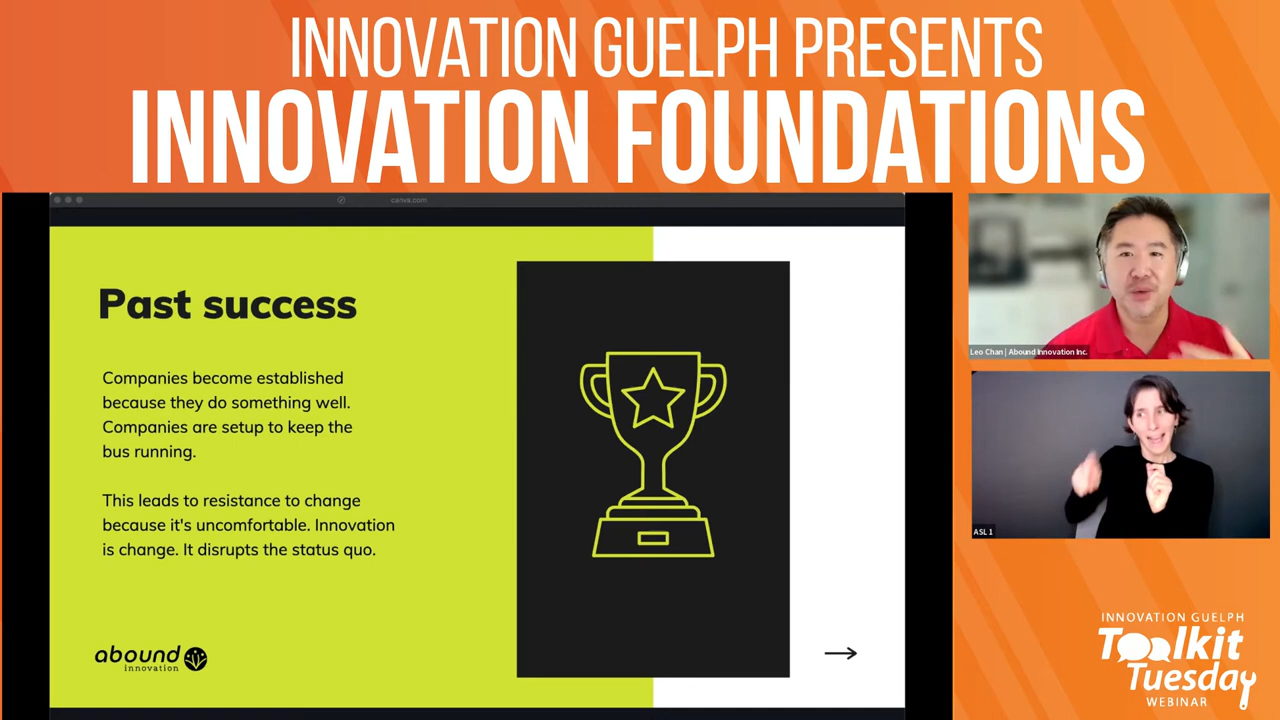 INNOVATION GUELPH PRESENTS
INNOVATION FOUNDATIONS
canva.com
Past success
Companies become established
because they do something well.
Companies are setup to keep the
bus running.
This leads to resistance to change
because it's uncomfortable. Innovation
is change. It disrupts the status quo.
abound
innovation
Leo Chan | Abound Innovation Inc.
ASL 1
INNOVATION GUELPH
Toolkit
Tuesday
WEBINAR